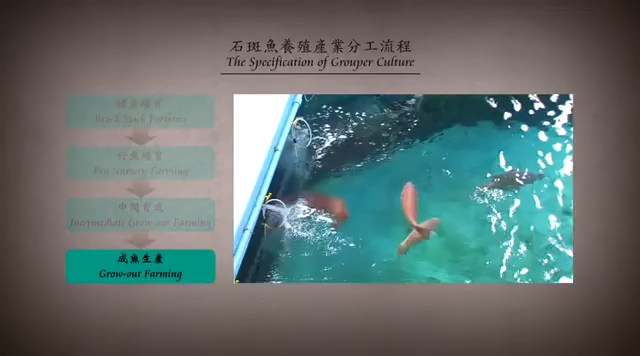 石斑魚養殖產業分工流程
The Specification of Grouper Culture
種魚培育
Brood Stock Farming
仔魚培育
Fry Nursery Farming
中間育成
Intermediate Grow-out Farming
成魚生產
Grow-out Farming